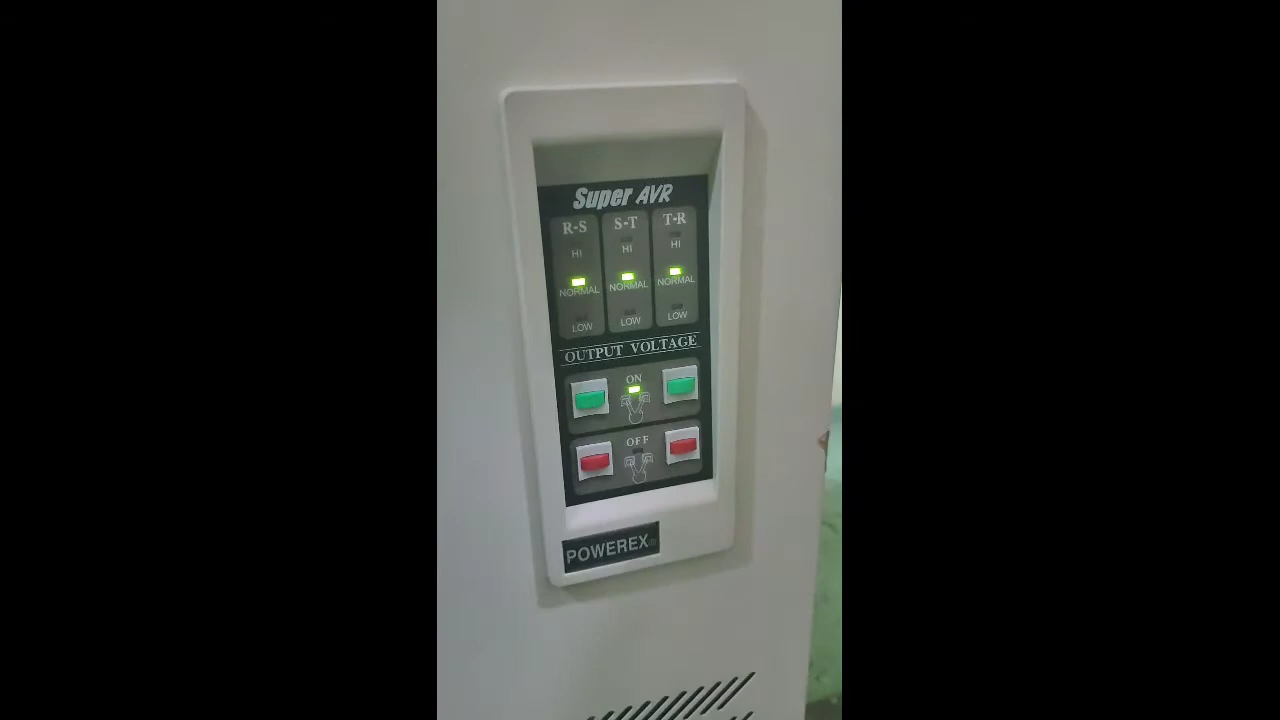 Super AVR
R-S S-T T-R
HI HI HI
NORMAL NORMAL NORMAL
LOW LOW LOW
OUTPUT VOLTAGE
ON
OFF
POWEREX